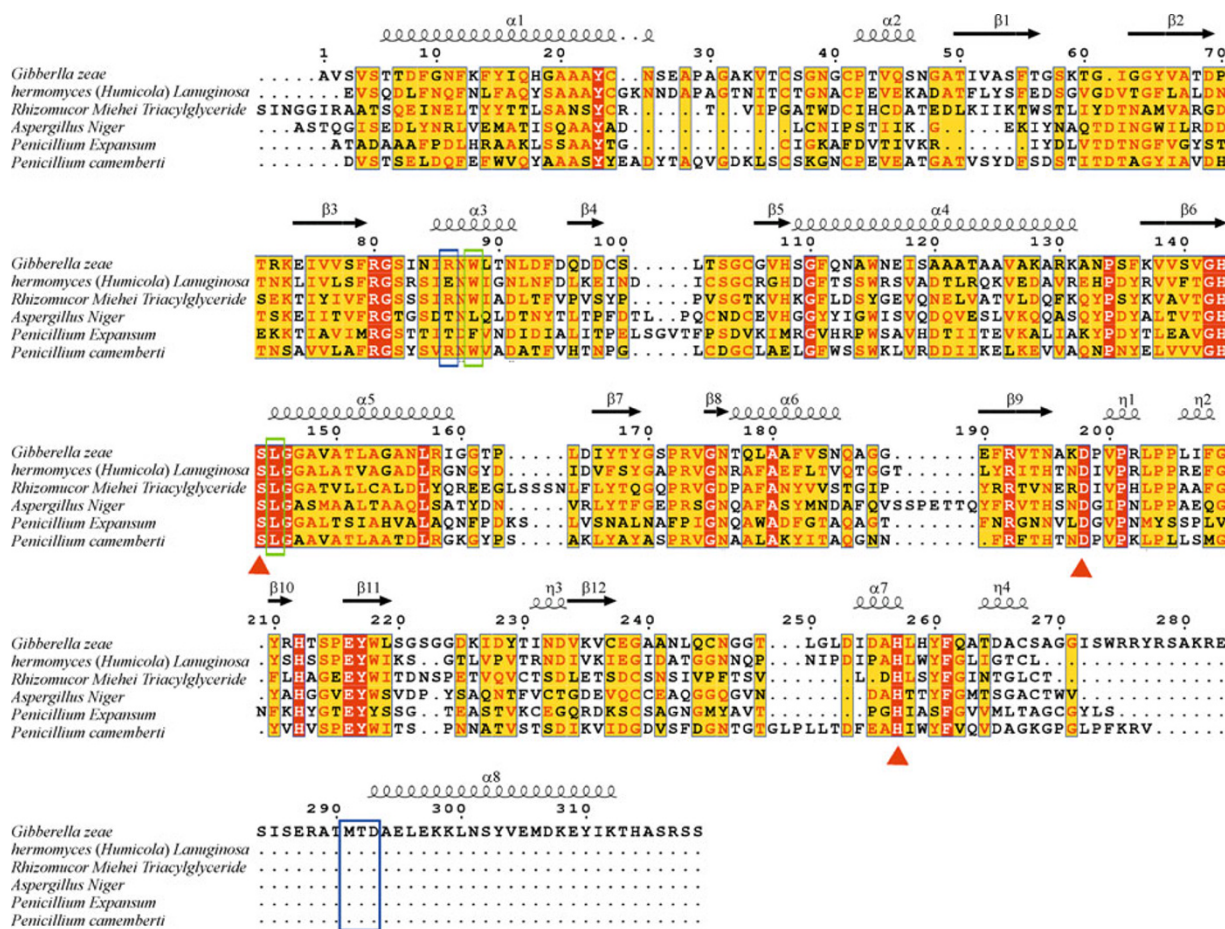 α1 α2 β1 β2
1 10 20 30 40 50 60 70
Gibberlla zeae .....AVSVSTTDFGNFKFYIQHGAAAYC..NSEAPAGAKVTCSGNGCPTVQSNGATIVASFTGSKTG.IGGYVATDP
hermomyces (Humicola) Lanuginosa .......EVSQDLFNQFNLFAQYSAAAYCGKNNDAPAGTNITCTGNACPEVEKADATFLYSFEDSGVGDVTGFLALDN
Rhizomucor Miehei Triacylglyceride SINGGIRAATSQEINELTYYTTLSANSYCR.....T..VIPGATWDCIHCDATEDLKIIKTWSTLIYDTNAMVARGD
Aspergillus Niger ...ASTQGISEDLYNRLVEMATISQAAYAD.........LCNIPSTIIK.G.....EKIYNAQTDINGWILRDD
Penicillium Expansum ....ATADAAAFPDLHRAAKLSSAAYTG..........CIGKAFDVTIVKR......IYDLVTDTNGFVGYST
Penicillium camemberti .......DVSTSELDQFEFWVQYAAASYYEADYTAQVGDKLSCSKGNCPEVEATGATVSYDFSDSTITDTAGYIAVDH
β3 α3 β4 β5 α4 β6
80 90 100 110 120 130 140
Gibberella zeae TRKEIVVSFRGSINIRNWLTNLDFDQDDCS.....LTSGCGVHSGFQNAWNEISAAATAAVAKARKANPSFKVVSVGH
hermomyces (Humicola) Lanuginosa TNKLIVLSFRGSRSIENWIGNLNFDLKEIND....ICSGCRGHDGFTSSWRSVADTLRQKVEDAVREHPDYRVVFTGH
Rhizomucor Miehei Triacylglyceride SEKTIYIVFRGSSSIRNWIADLTFVPVSYP.....PVSGTKVHKGFLDSYGEVQNELVATVLDQFKQYPSYKVAVTGH
Aspergillus Niger TSKEIITVFRGTGSDTNLQLDTNYTLTPFDTL..PQCNDCEVHGGYYIGWISVQDQVESLVKQQASQYPDYALTVTGH
Penicillium Expansum EKKTIAVIMRGSTTITDFVNDIDIALITPELSGVTFPSDVKIMRGVHRPWSAVHDTIITEVKALIAKYPDYTLEAVGH
Penicillium camemberti TNSAVVLAFRGSYSVRNWVADATFVHTNPG.....LCDGCLAELGFWSSWKLVRDDIIKELKEVVAQNPNYELVVVGH
α5 β7 β8 α6 β9 η1 η2
150 160 170 180 190 200
Gibberella zeae SLGGAVATLAGANLRIGGTP.....LDIYTYGSPRVGNTQLAAFVSNQAGG.......EFRVTNAKDPVPRLPPLIFG
hermomyces (Humicola) Lanuginosa SLGGALATVAGADLRGNGYD.....IDVFSYGAPRVGNRAFAEFLTVQTGGT......LYRITHTNDIVPRLPPREFG
Rhizomucor Miehei Triacylglyceride SLGGATVLLCALDLYQREEGLSSSNLFLYTQGQPRVGDPAFANYVVSTGIP.......YRRTVNERDIVPHLPPAAFG
Aspergillus Niger SLGASMAALTAAQLSATYDN.....VRLYTFGEPRSGNQAFASYMNDAFQVSSPETTQYFRVTHSNDGIPNLPPADEG
Penicillium Expansum SLGGALTSIAHVALAQNFPDKS...LVSNALNAFPIGNQAWADFGTAQAGT.......FNRGNNVLDGVPNMYSSPLV
Penicillium camemberti SLGAAVATLAATDLRGKGYPS....AKLYAYASPRVGNAALAKYITAQGNN.......FRFTHTNDPVPKLPLLSMG
β10 β11 η3 β12 α7 η4
210 220 230 240 250 260 270 280
Gibberella zeae .YRHTSPEYWLSGSGGDKIDYTINDVKVCEGAANLQCNGGT...LGLDIDAHLHYFQATDACSAGGISWRRYRSAKRE
hermomyces (Humicola) Lanuginosa .YSHSSPEYWIKS..GTLVPVTRNDIVKIEGIDATGGNNQP...NIPDIPAHLWYFGLIGTCL..............
Rhizomucor Miehei Triacylglyceride .FLHAGEEYWITDNSPETVQVCTSDLETSDCSNSIVPFTSV....LDHLSYFGINTGLCT..............
Aspergillus Niger .YAHGGVEYWSVDP.YSAQNTFVCTGDEVQCCEAQGGQGVN......DAHTTYFGMTSGACTWV...........
Penicillium Expansum NFKHYGTEYYSSG..TEASTVKCEGQRDKSCSAGNGMYAVT......PGHIASFGVVMLTAGCGYLS.........
Penicillium camemberti .YVHVSPEYWITS..PNNATVSTSDIKVIDGDVSFDGNTGTGLPLLTDFEAHIWYFVQVDAGKGPGLPFKRV.....
α8
290 300 310
Gibberella zeae SISERATMTDAELEKKLNSYVEMDKEYIKTHASRSS
hermomyces (Humicola) Lanuginosa ....................................
Rhizomucor Miehei Triacylglyceride ....................................
Aspergillus Niger ....................................
Penicillium Expansum ....................................
Penicillium camemberti ....................................